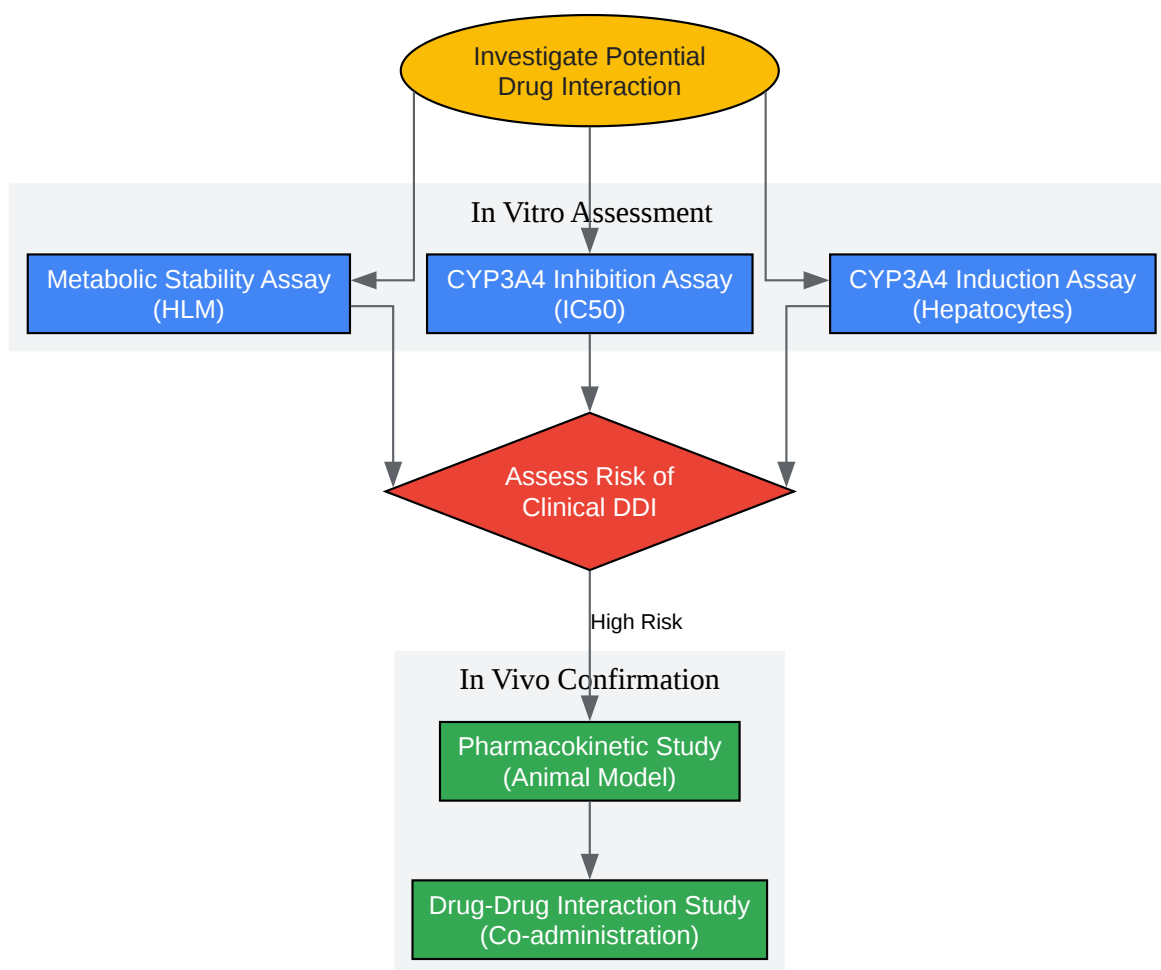 Investigate Potential
Drug Interaction
In Vitro Assessment
Metabolic Stability Assay
(HLM)
CYP3A4 Inhibition Assay
(IC50)
CYP3A4 Induction Assay
(Hepatocytes)
Assess Risk of
Clinical DDI
High Risk
In Vivo Confirmation
Pharmacokinetic Study
(Animal Model)
Drug-Drug Interaction Study
(Co-administration)